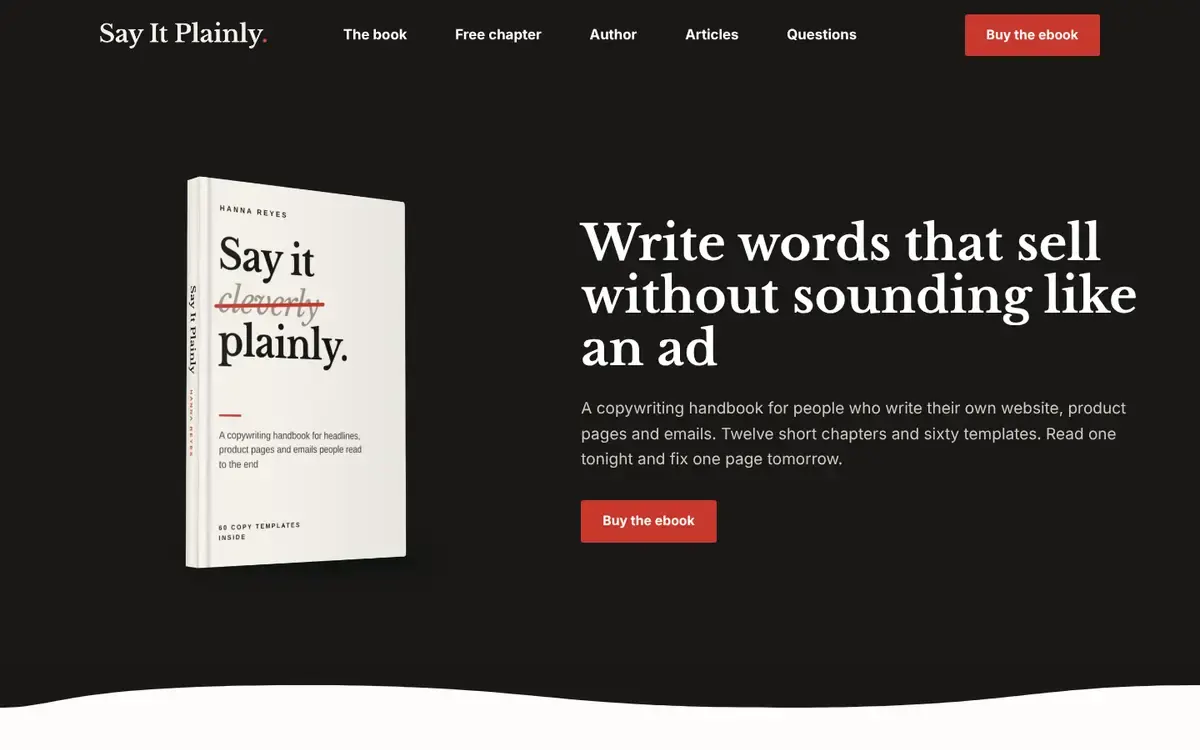 Say It Plainly.
The book
Free chapter
Author
Articles
Questions
Buy the ebook
HANNA REYES
Say it
cleverly
plainly.
A copywriting handbook for headlines,
product pages and emails people read
to the end
60 COPY TEMPLATES
INSIDE
Say It Plainly
HANNA REYES
Write words that sell
without sounding like
an ad
A copywriting handbook for people who write their own website, product
pages and emails. Twelve short chapters and sixty templates. Read one
tonight and fix one page tomorrow.
Buy the ebook